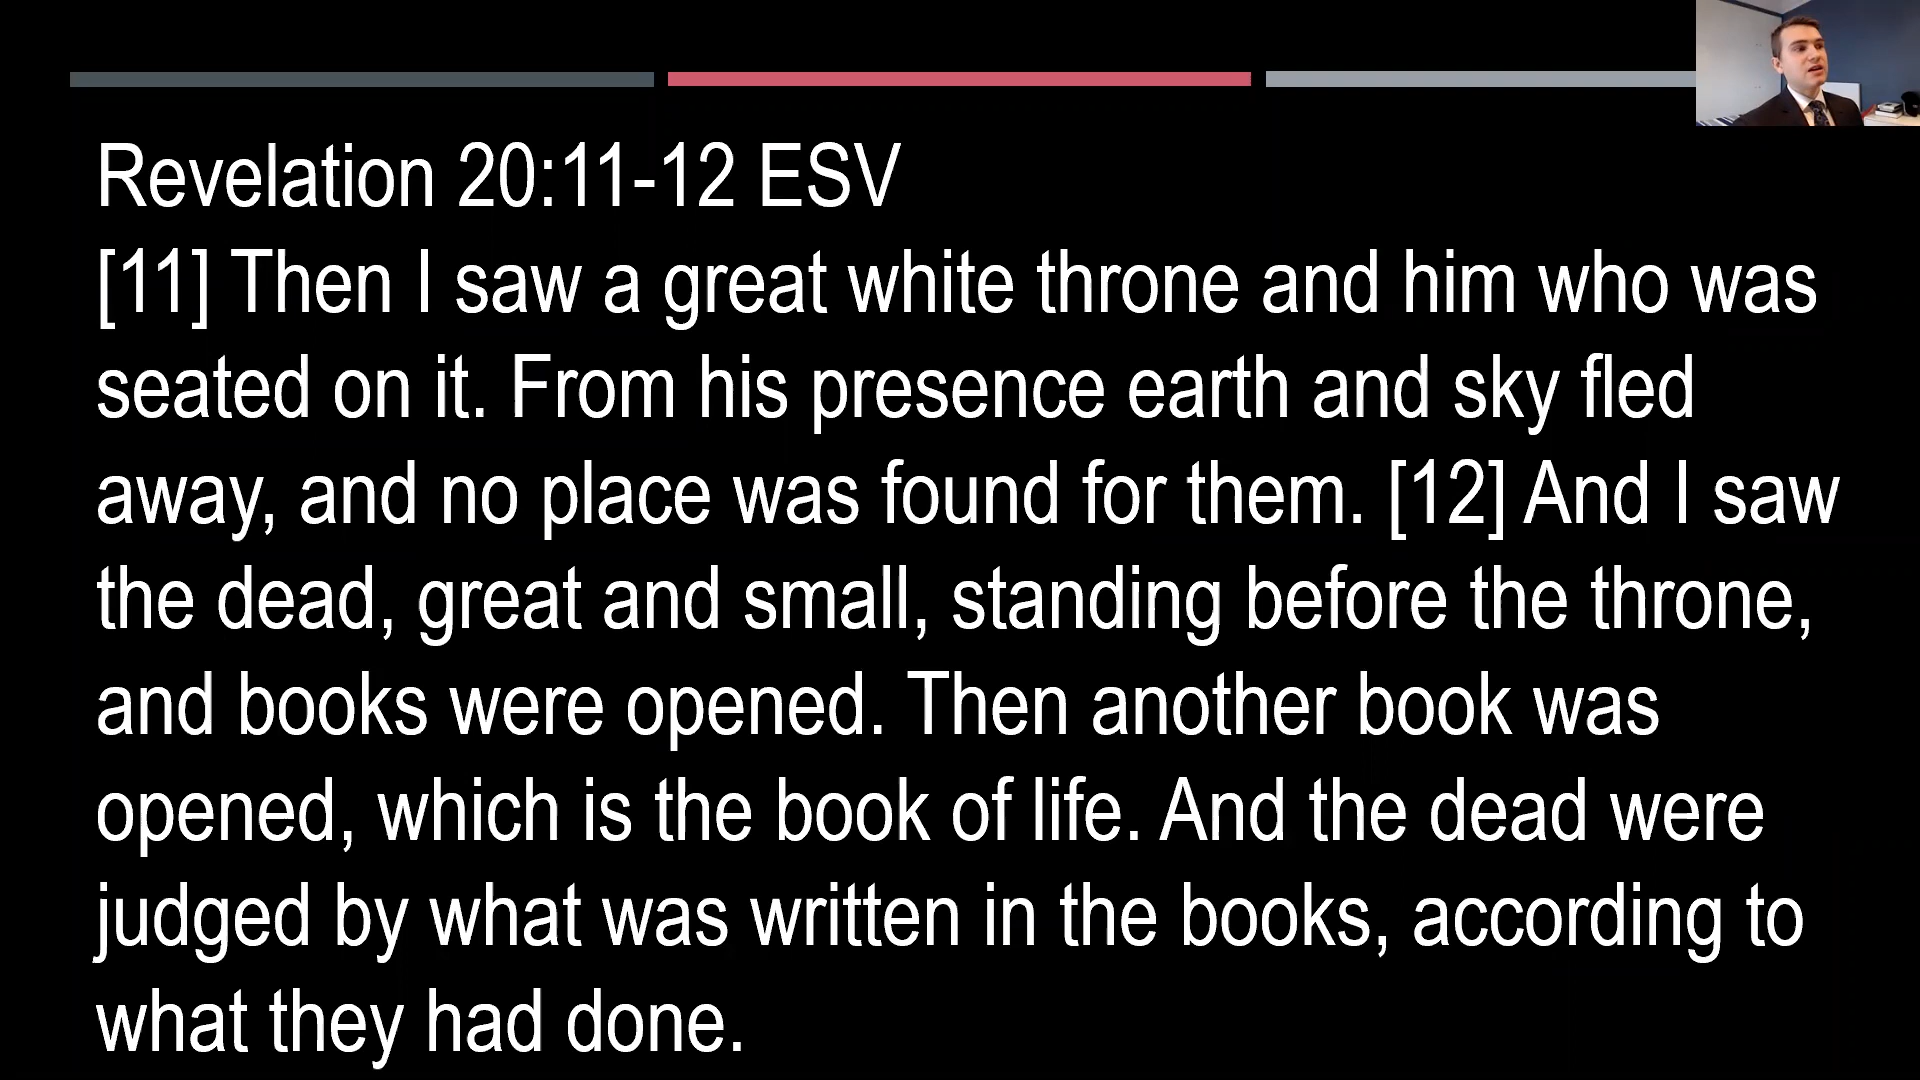 Revelation 20:11-12 ESV
[11] Then I saw a great white throne and him who was
seated on it. From his presence earth and sky fled
away, and no place was found for them. [12] And I saw
the dead, great and small, standing before the throne,
and books were opened. Then another book was
opened, which is the book of life. And the dead were
judged by what was written in the books, according to
what they had done.